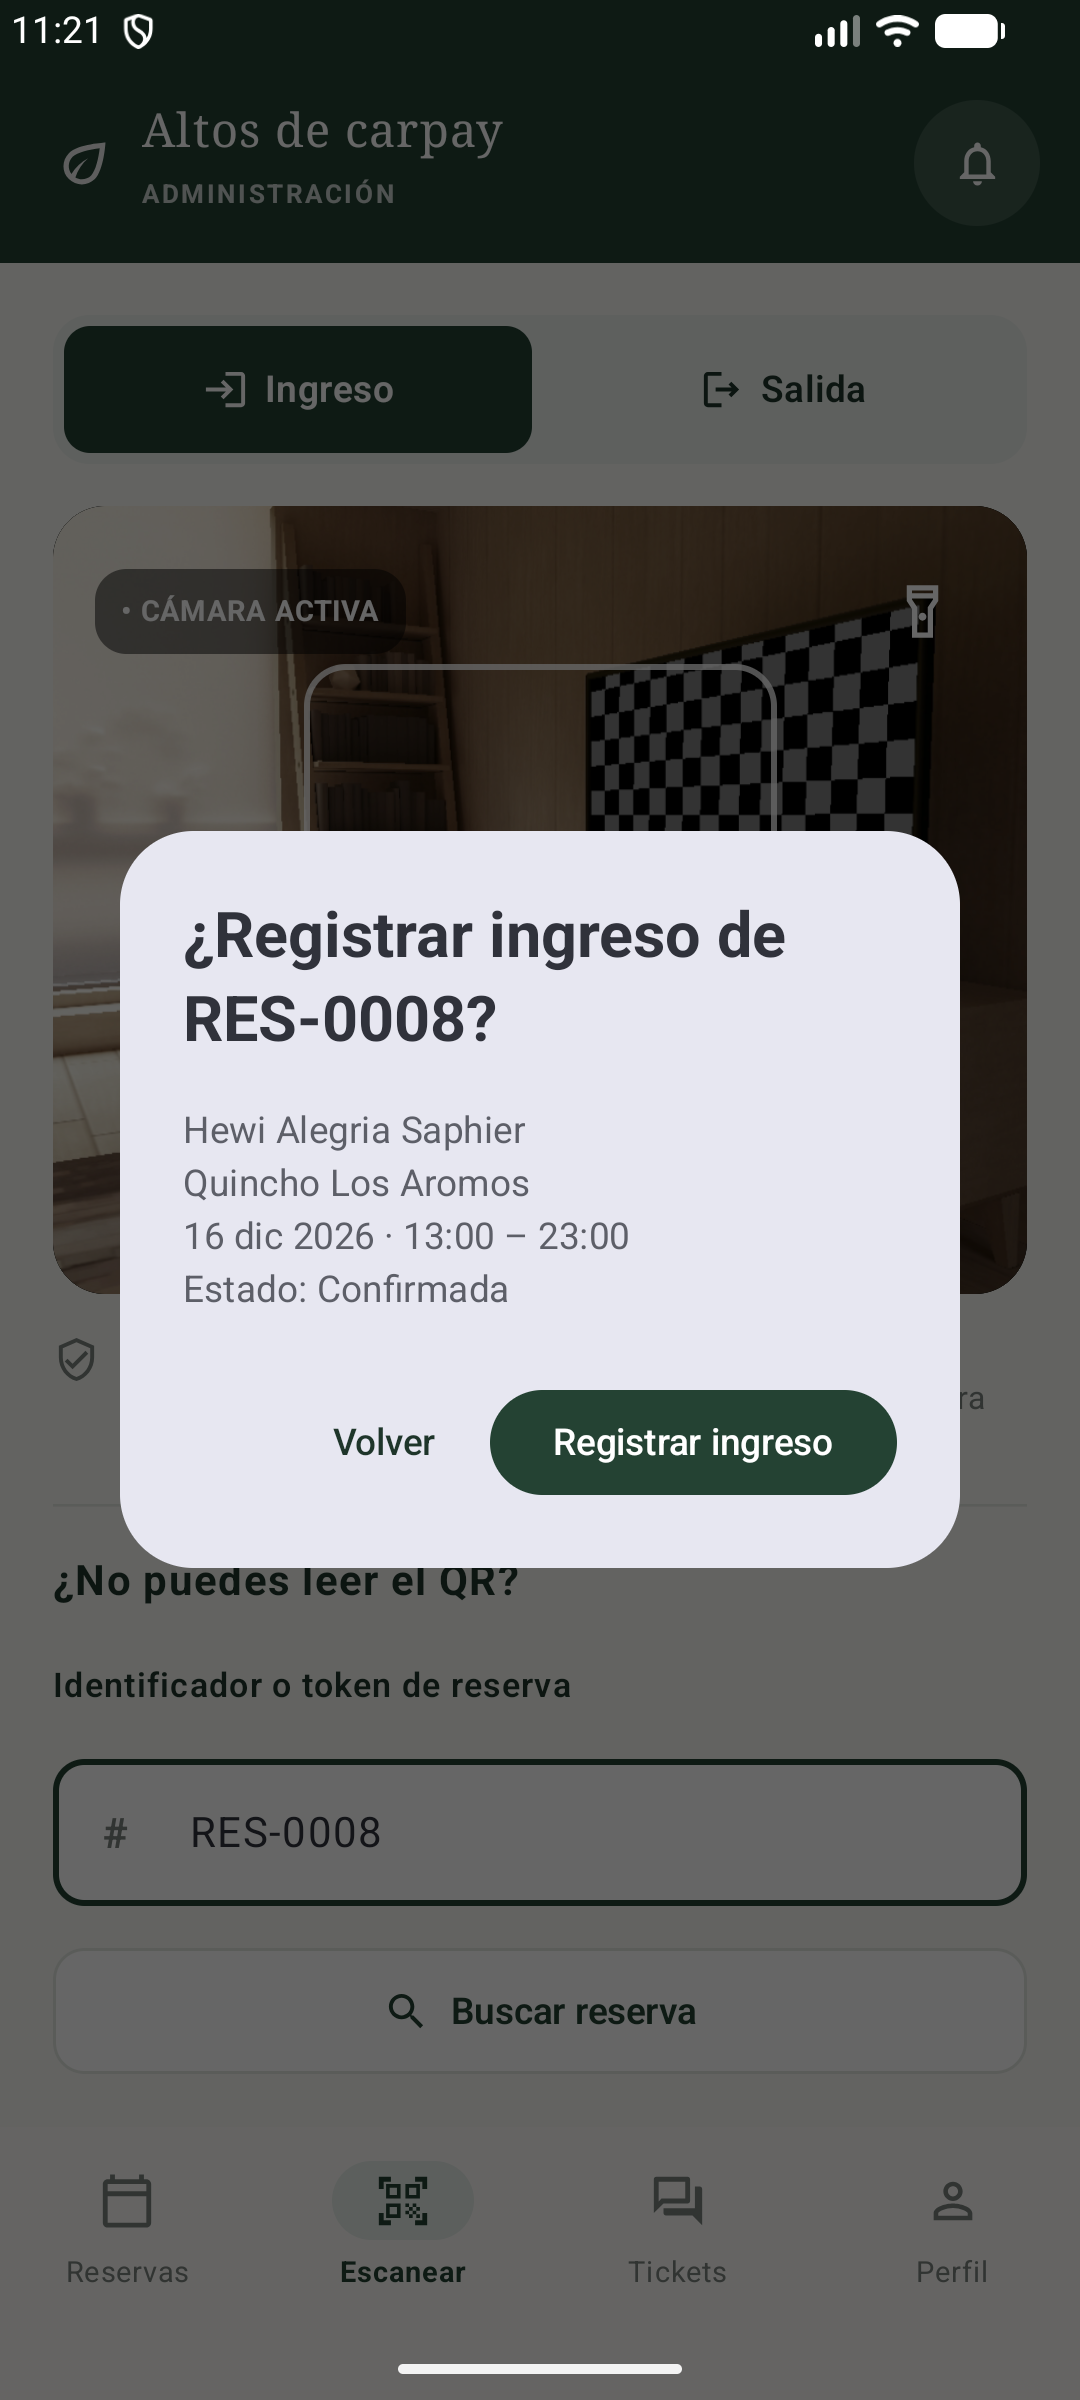 11:21
Altos de carpay
ADMINISTRACIÓN
Ingreso
Salida
• CÁMARA ACTIVA
¿Registrar ingreso de
RES-0008?
Hewi Alegria Saphier
Quincho Los Aromos
16 dic 2026 · 13:00 – 23:00
Estado: Confirmada
ra
Volver
Registrar ingreso
¿No puedes leer el QR?
Identificador o token de reserva
# RES-0008
Buscar reserva
Reservas
Escanear
Tickets
Perfil